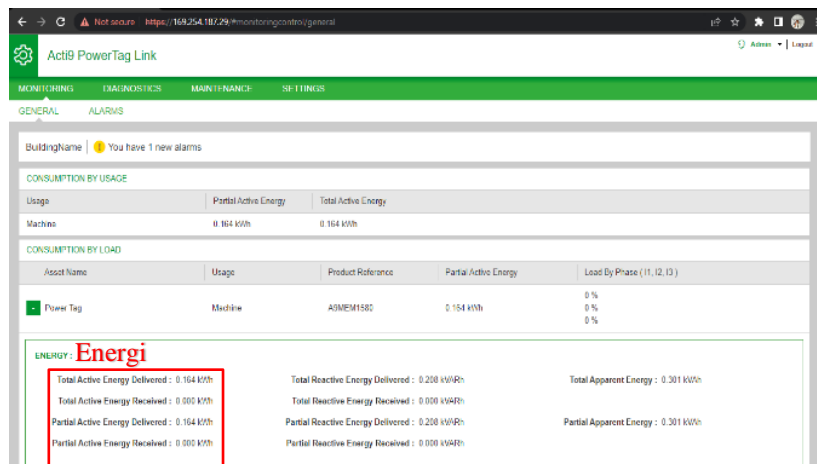 Not secure | https://169.254.187.29/#monitoringcontrol/general
Acti9 PowerTag Link
Admin | Logout
MONITORING DIAGNOSTICS MAINTENANCE SETTINGS
GENERAL ALARMS
BuildingName | You have 1 new alarms
CONSUMPTION BY USAGE
Usage Partial Active Energy Total Active Energy
Machine 0.164 kWh 0.164 kWh
CONSUMPTION BY LOAD
Asset Name Usage Product Reference Partial Active Energy Load By Phase ( I1, I2, I3 )
0 %
- Power Tag Machine A9MEM1580 0.164 kWh 0 %
0 %
ENERGY : Energi
Total Active Energy Delivered : 0.164 kWh Total Reactive Energy Delivered : 0.208 kVARh Total Apparent Energy : 0.301 kVAh
Total Active Energy Received : 0.000 kWh Total Reactive Energy Received : 0.000 kVARh
Partial Active Energy Delivered : 0.164 kWh Partial Reactive Energy Delivered : 0.208 kVARh Partial Apparent Energy : 0.301 kVAh
Partial Active Energy Received : 0.000 kWh Partial Reactive Energy Received : 0.000 kVARh